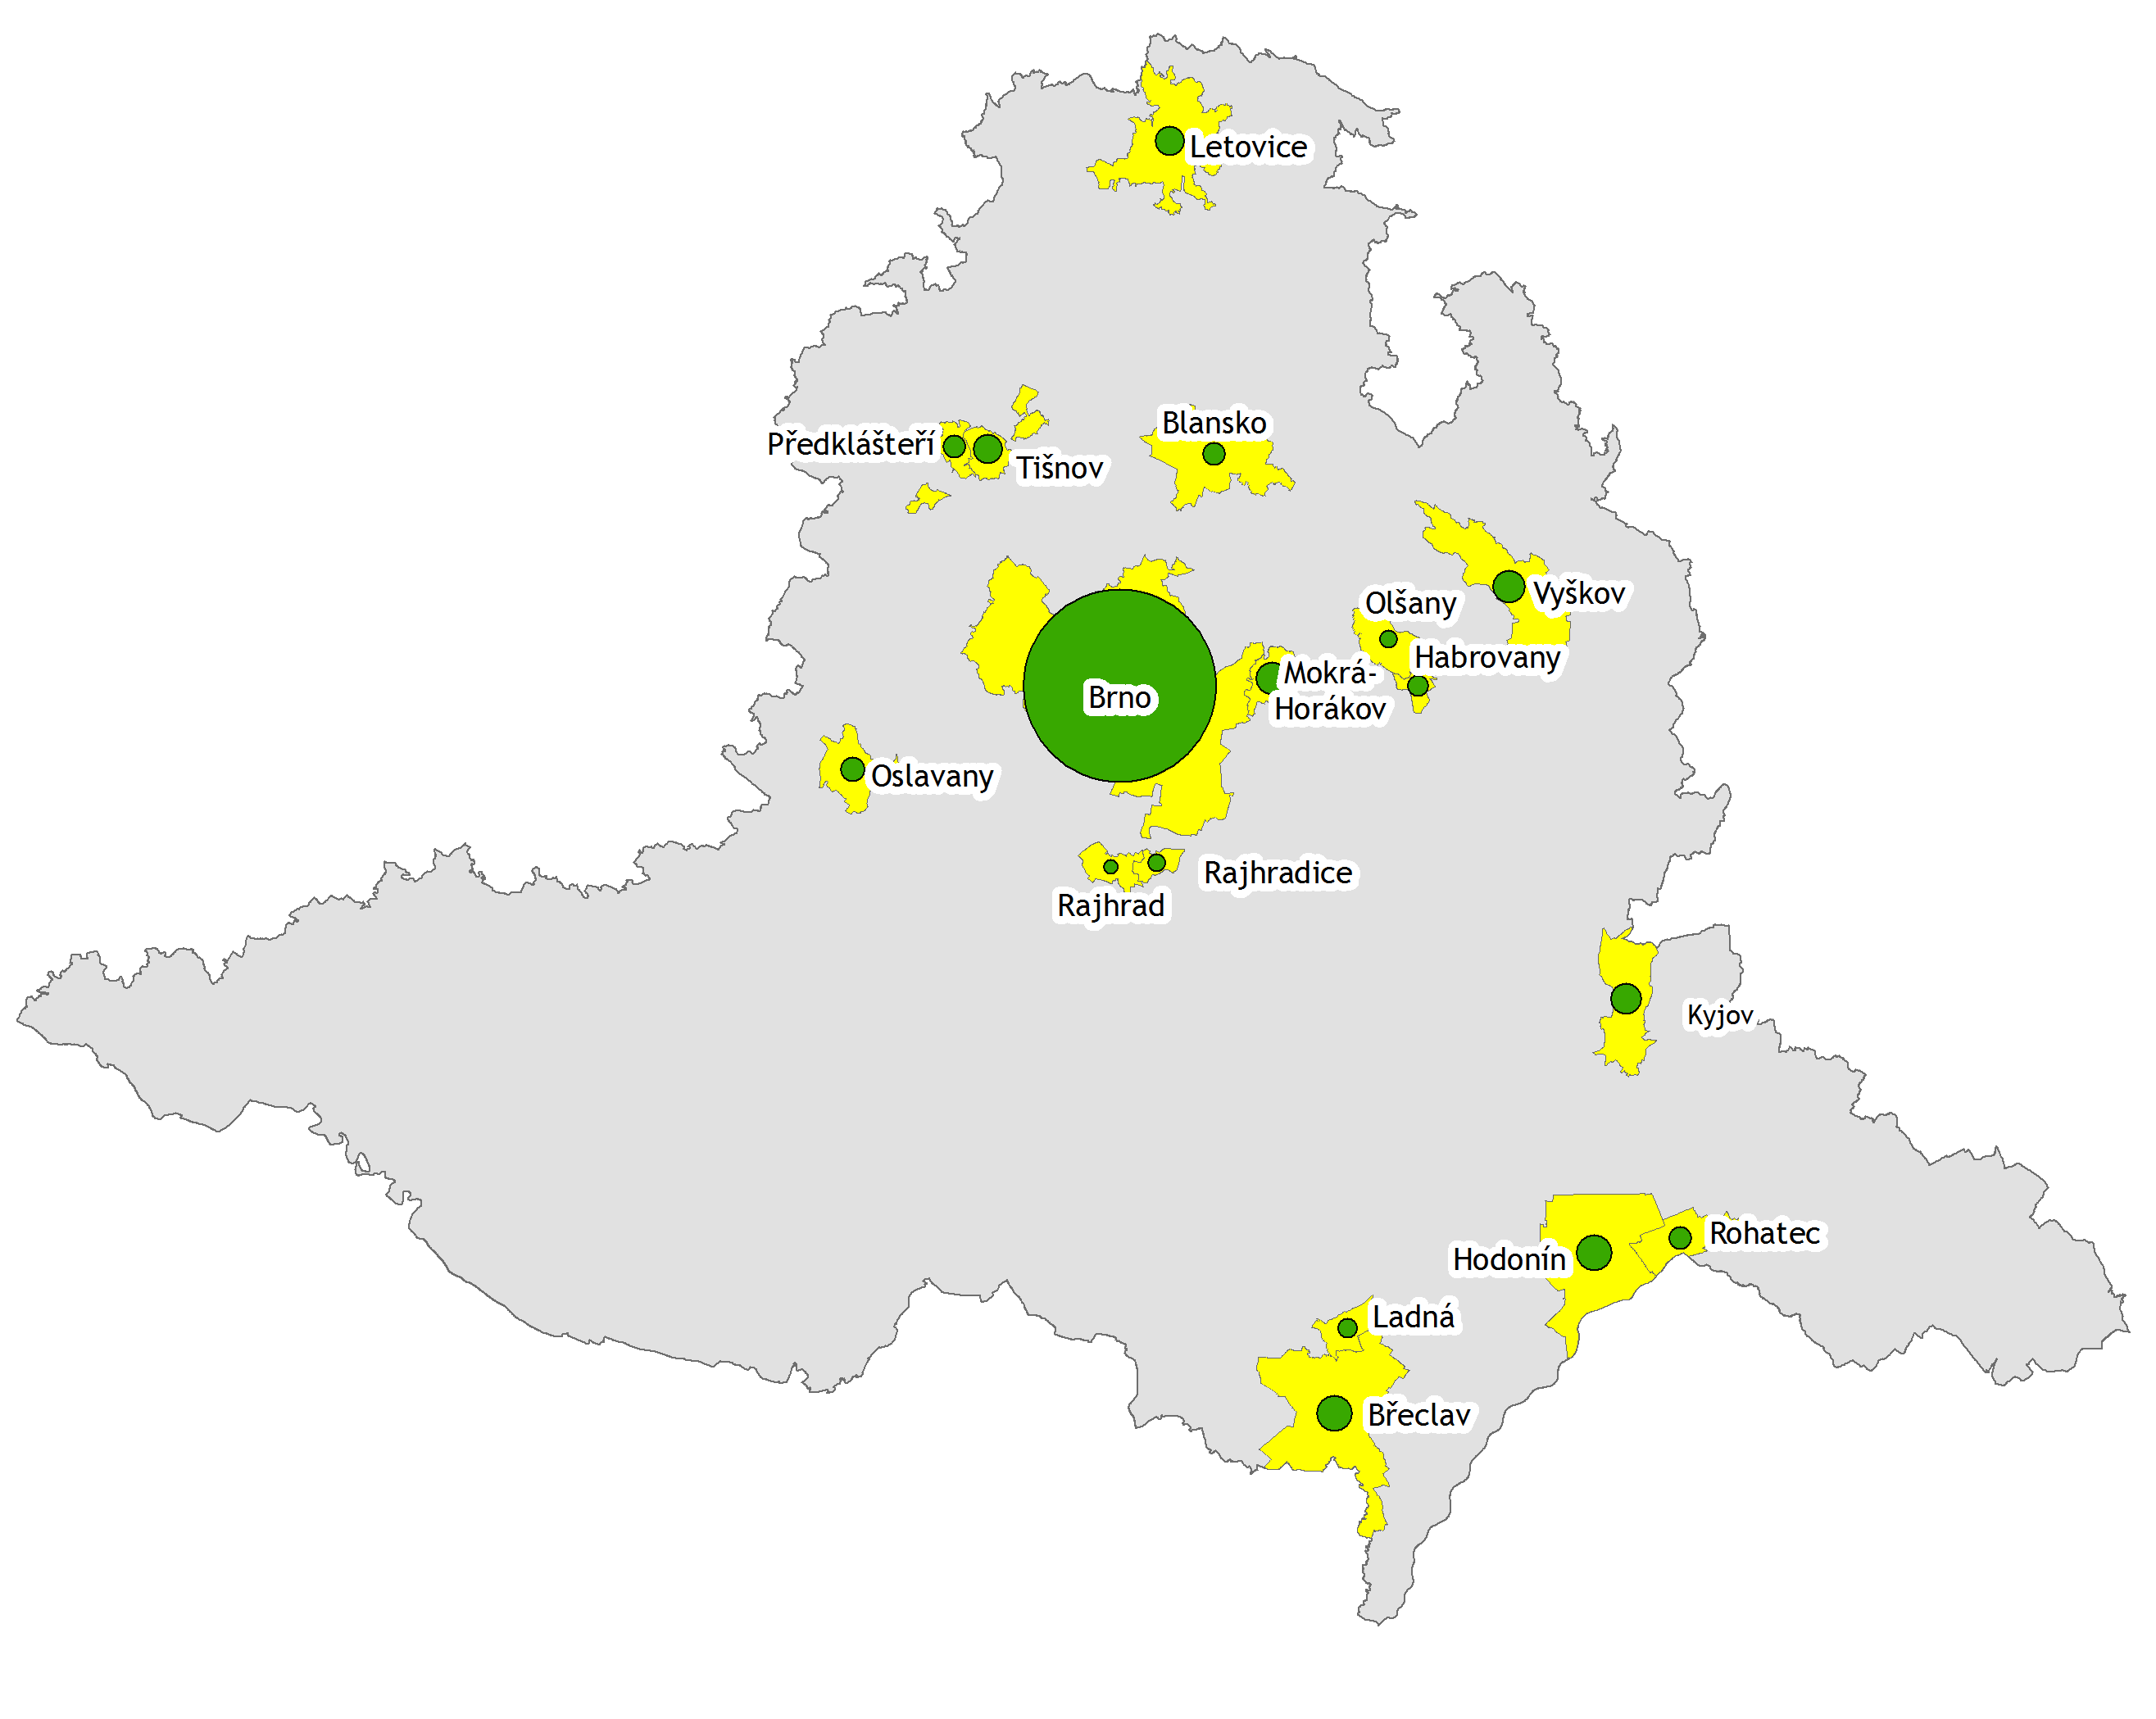 Letovice
Blansko
Předklášteří
Tišnov
Vyškov
Olšany
Habrovany
Mokrá-
Horákov
Brno
Oslavany
Rajhradice
Rajhrad
Kyjov
Rohatec
Hodonín
Ladná
Břeclav